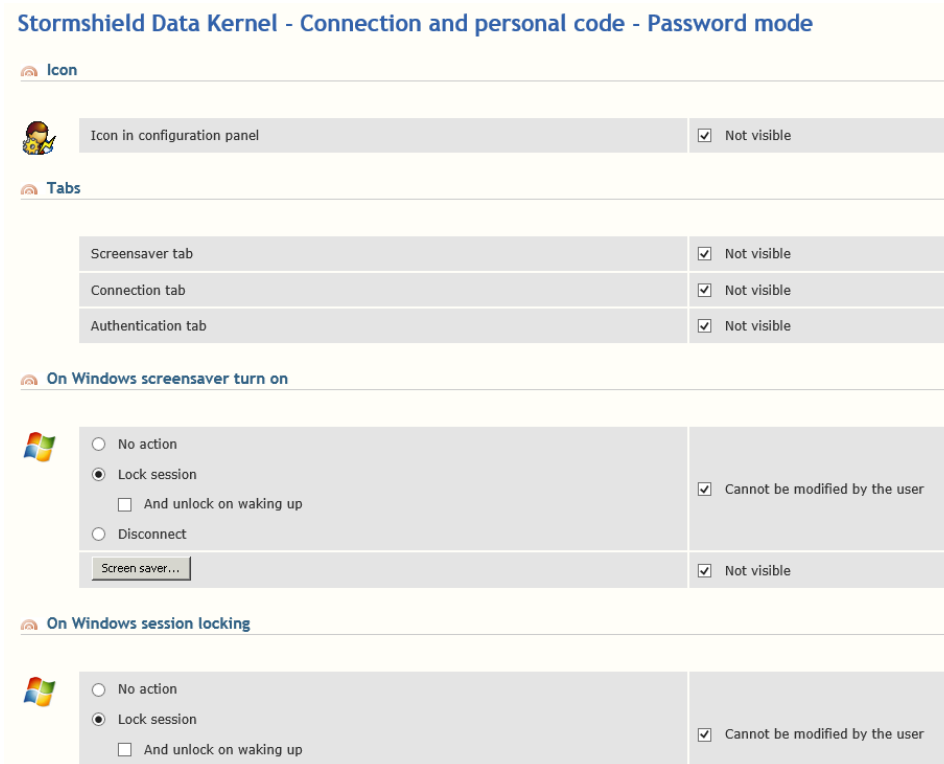 Stormshield Data Kernel - Connection and personal code - Password mode
Icon
Icon in configuration panel
Not visible
Tabs
Screensaver tab
Not visible
Connection tab
Not visible
Authentication tab
Not visible
On Windows screensaver turn on
No action
Lock session
And unlock on waking up
Cannot be modified by the user
Disconnect
Screen saver...
Not visible
On Windows session locking
No action
Lock session
And unlock on waking up
Cannot be modified by the user